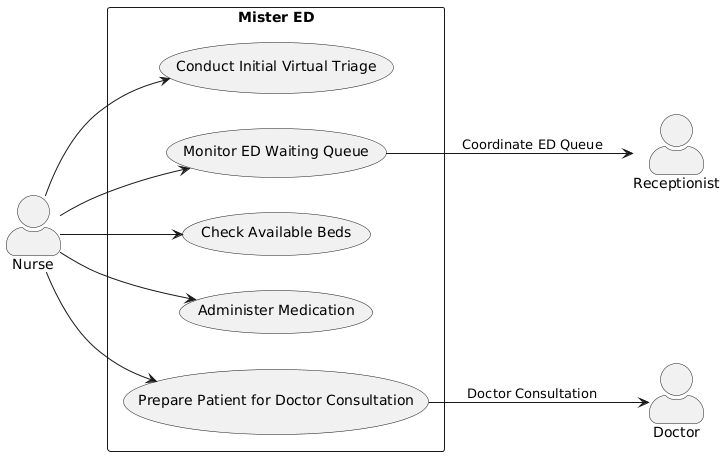 Mister ED
Conduct Initial Virtual Triage
Monitor ED Waiting Queue
Coordinate ED Queue
Receptionist
Check Available Beds
Nurse
Administer Medication
Prepare Patient for Doctor Consultation
Doctor Consultation
Doctor